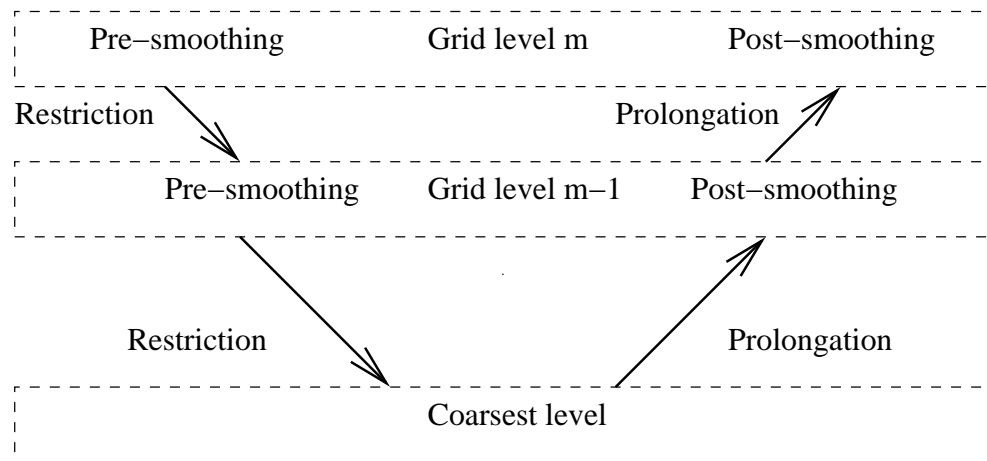 Pre−smoothing Grid level m Post−smoothing
Restriction Prolongation
Pre−smoothing Grid level m−1 Post−smoothing
Restriction Prolongation
Coarsest level